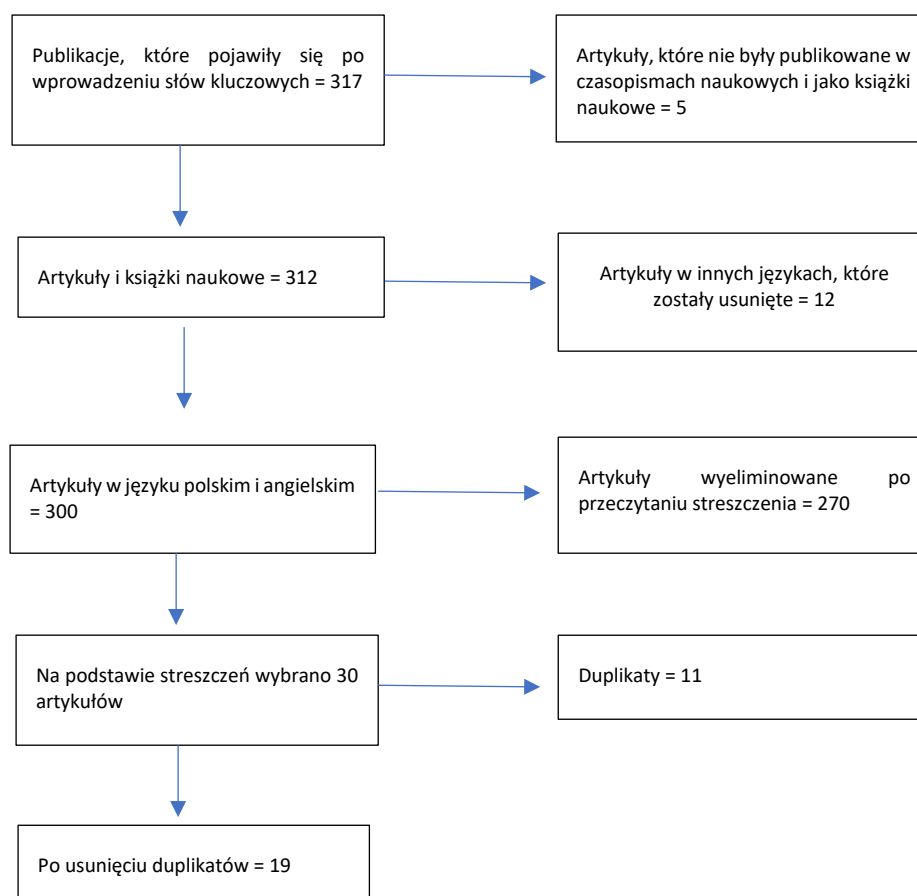 Publikacje, które pojawiły się po
wprowadzeniu słów kluczowych = 317
Artykuły, które nie były publikowane w
czasopismach naukowych i jako książki
naukowe = 5
Artykuły i książki naukowe = 312
Artykuły w innych językach, które
zostały usunięte = 12
Artykuły w języku polskim i angielskim
= 300
Artykuły wyeliminowane po
przeczytaniu streszczenia = 270
Na podstawie streszczeń wybrano 30
artykułów
Duplikaty = 11
Po usunięciu duplikatów = 19